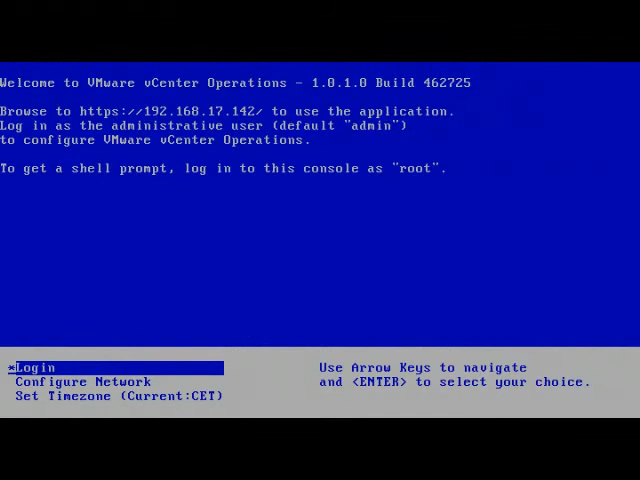 Welcome to VMware vCenter Operations - 1.0.1.0 Build 462725
Browse to https://192.168.17.142/ to use the application.
Log in as the administrative user (default "admin")
to configure VMware vCenter Operations.
To get a shell prompt, log in to this console as "root".
*Login
Configure Network
Set Timezone (Current:CET)
Use Arrow Keys to navigate
and <ENTER> to select your choice.